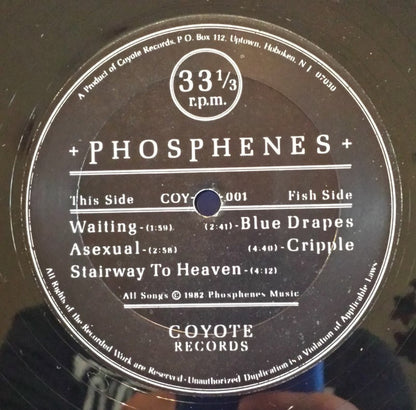 A Product of Coyote Records, P.O. Box 112, Uptown, Hoboken, NJ 07030
33 1/3
r.p.m.
+ PHOSPHENES +
This Side COY- -001 Fish Side
Waiting-(1:59) (2:41)-Blue Drapes
Asexual-(2:58) (4:40)-Cripple
Stairway To Heaven-(4:12)
All Songs © 1982 Phosphenes Music
COYOTE
RECORDS
All Rights of the Recorded Work are Reserved·Unauthorized Duplication is a Violation of Applicable Laws